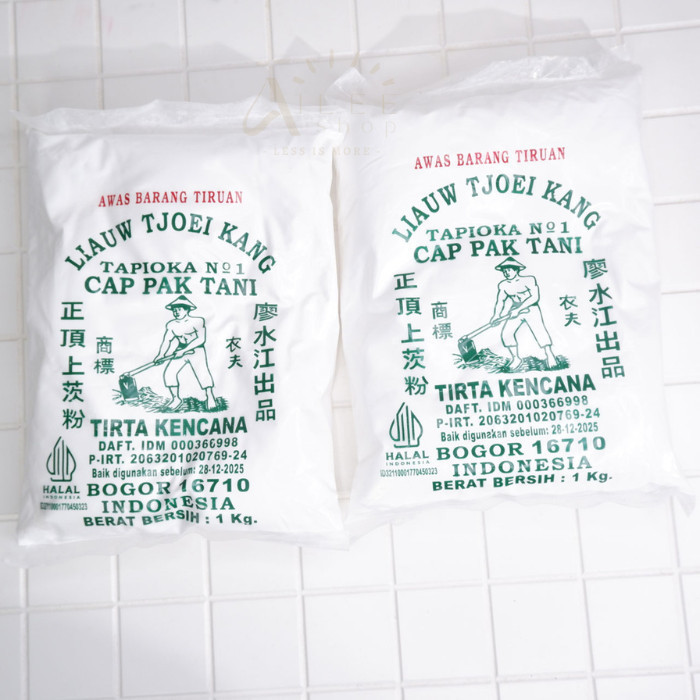 AWAS BARANG TIRUAN
LIAUW TJOEI KANG
TAPIOKA Nº1
CAP PAK TANI
正頂上茨粉
商標
农夫
廖水江出品
TIRTA KENCANA
DAFT. IDM 000366998
P-IRT. 2063201020769-24
Baik digunakan sebelum: 28-12-2025
HALAL
INDONESIA
ID32110001770450323
BOGOR 16710
INDONESIA
BERAT BERSIH : 1 Kg.
AWAS BARANG TIRUAN
LIAUW TJOEI KANG
TAPIOKA Nº1
CAP PAK TANI
正頂上茨粉
商標
农夫
廖水江出品
TIRTA KENCANA
DAFT. IDM 000366998
P-IRT. 2063201020769-24
Baik digunakan sebelum: 28-12-2025
HALAL
INDONESIA
ID32110001770450323
BOGOR 16710
INDONESIA
BERAT BERSIH : 1 Kg.
LESS IS MORE